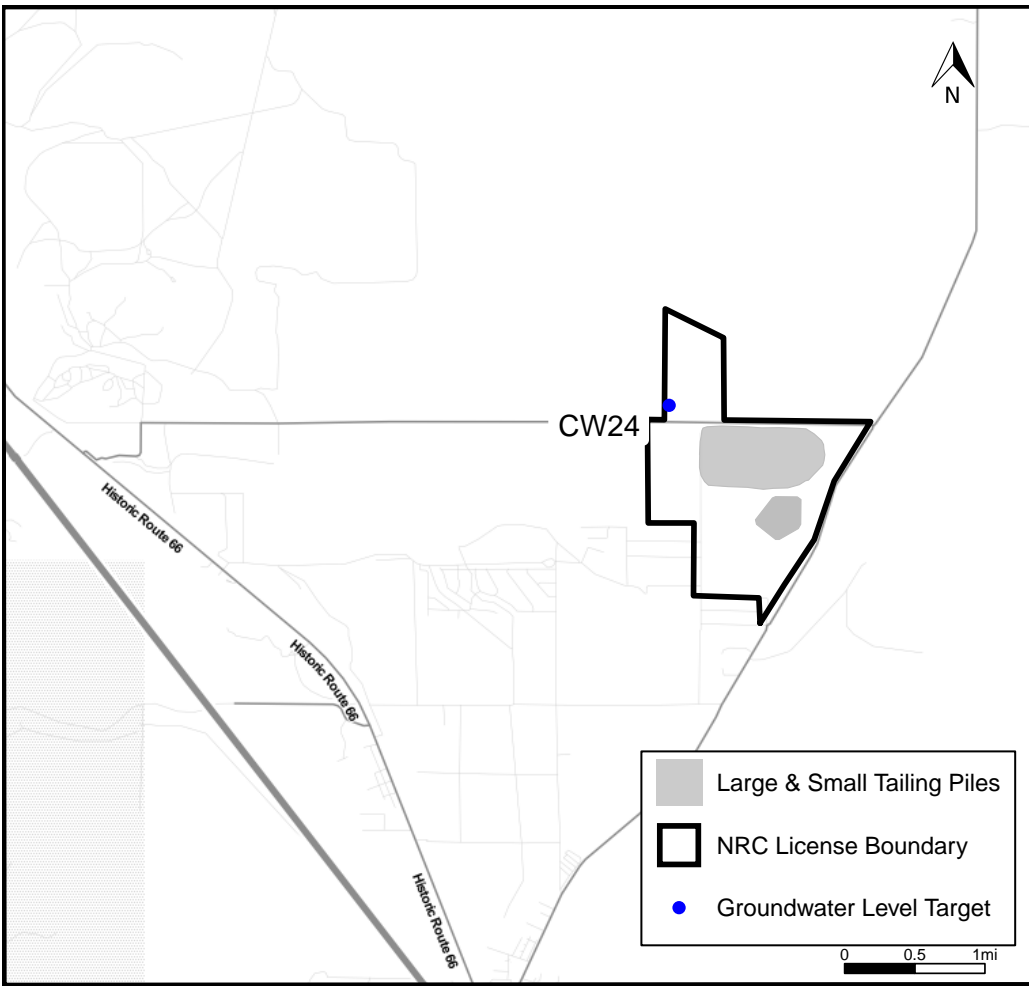 N
CW24
Historic Route 66
Historic Route 66
Historic Route 66
Large & Small Tailing Piles
NRC License Boundary
Groundwater Level Target
0 0.5 1mi